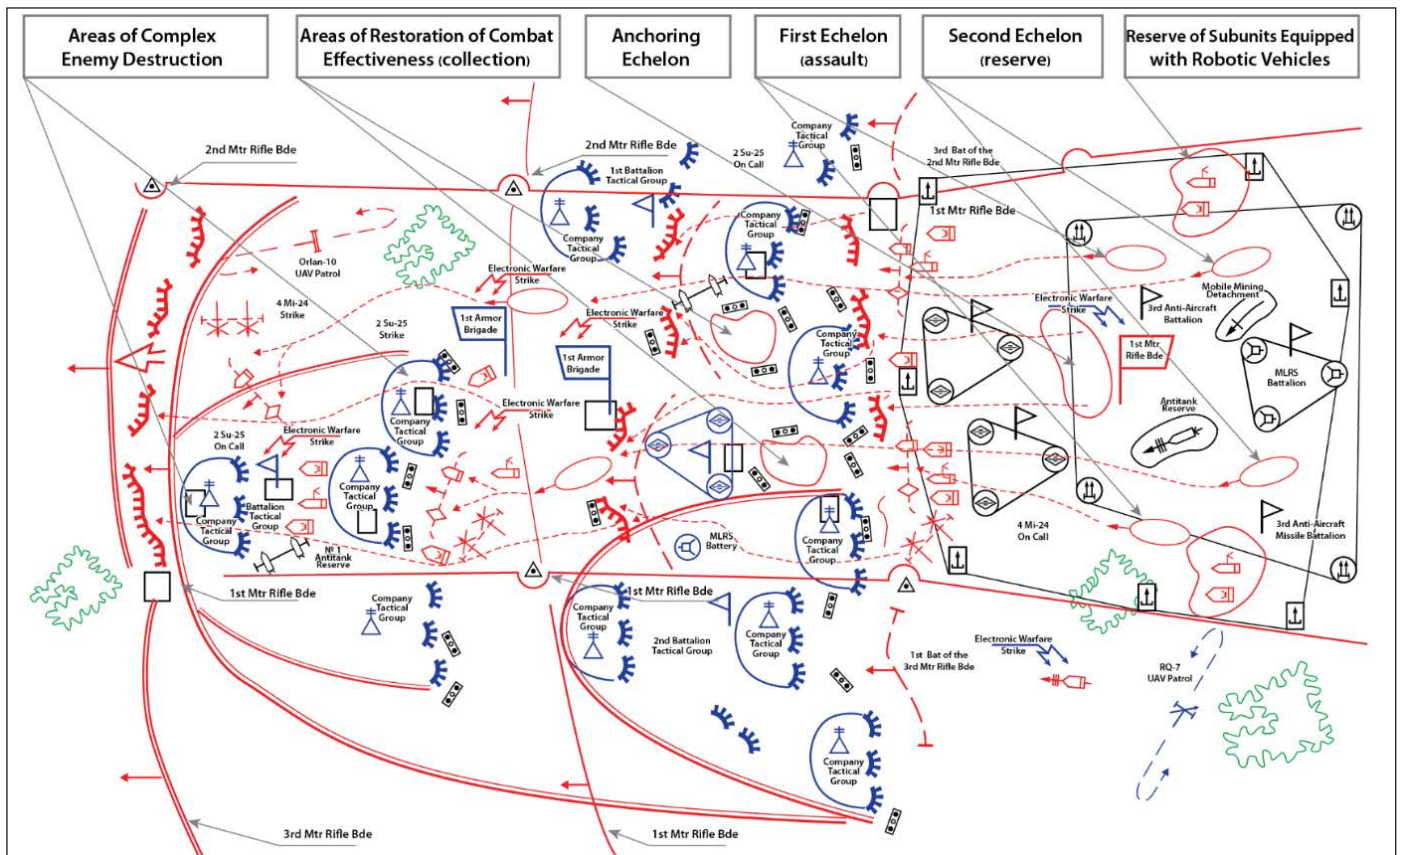 Areas of Complex
Enemy Destruction
Areas of Restoration of Combat
Effectiveness (collection)
Anchoring
Echelon
First Echelon
(assault)
Second Echelon
(reserve)
Reserve of Subunits Equipped
with Robotic Vehicles
2nd Mtr Rifle Bde
2nd Mtr Rifle Bde
1st Battalion
Tactical Group
Company
Tactical
Group
2 Su-25
On Call
Company
Tactical
Group
3rd Bat of the
2nd Mtr Rifle Bde
1st Mtr Rifle Bde
Company
Tactical
Group
Orlan-10
UAV Patrol
Electronic Warfare
Strike
4 Mi-24
Strike
2 Su-25
Strike
1st Armor
Brigade
Electronic Warfare
Strike
1st Armor
Brigade
Company
Tactical
Group
Electronic Warfare
Strike
Mobile Mining
Detachment
3rd Anti-Aircraft
Battalion
1st Mtr
Rifle Bde
MLRS
Battalion
Antitank
Reserve
Company
Tactical
Group
Electronic Warfare
Strike
2 Su-25
On Call
Electronic Warfare
Strike
Company
Tactical
Group
Battalion
Tactical
Group
Company
Tactical
Group
№ 1
Antitank
Reserve
MLRS
Battery
Company
Tactical
Group
4 Mi-24
On Call
3rd Anti-Aircraft
Missile Battalion
1st Mtr Rifle Bde
Company
Tactical
Group
Company
Tactical
Group
1st Mtr Rifle Bde
2nd Battalion
Tactical Group
Company
Tactical
Group
1st Bat of the
3rd Mtr Rifle Bde
Electronic Warfare
Strike
RQ-7
UAV Patrol
Company
Tactical
Group
3rd Mtr Rifle Bde
1st Mtr Rifle Bde